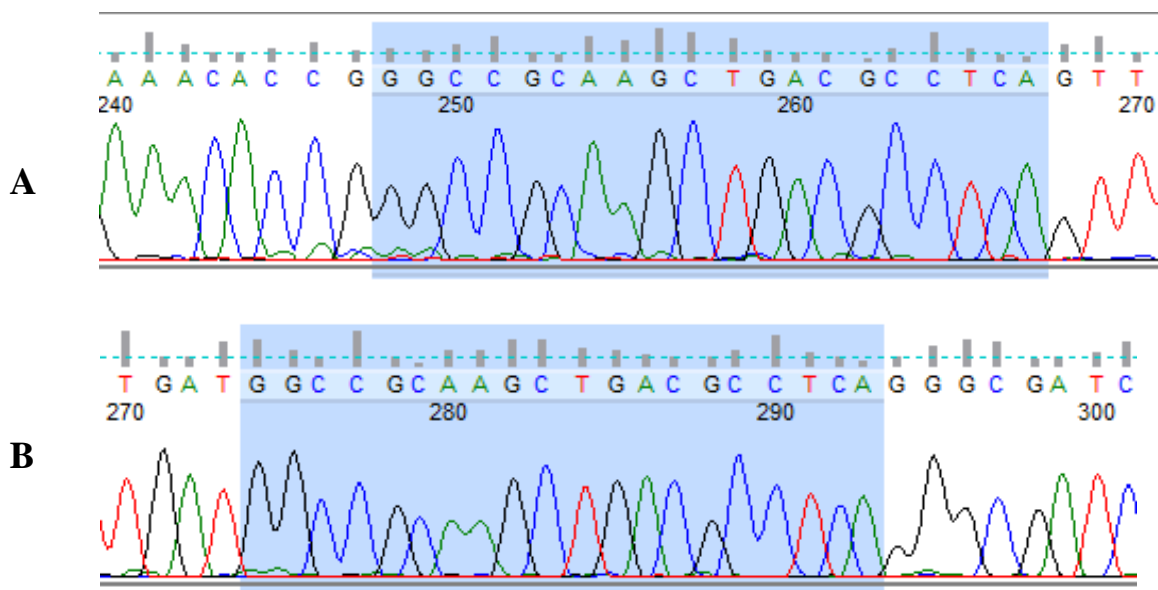 A A A C A C C G G G C C G C A A G C T G A C G C C T C A G T T
240 250 260 270
A
T G A T G G C C G C A A G C T G A C G C C T C A G G G C G A T C
270 280 290 300
B